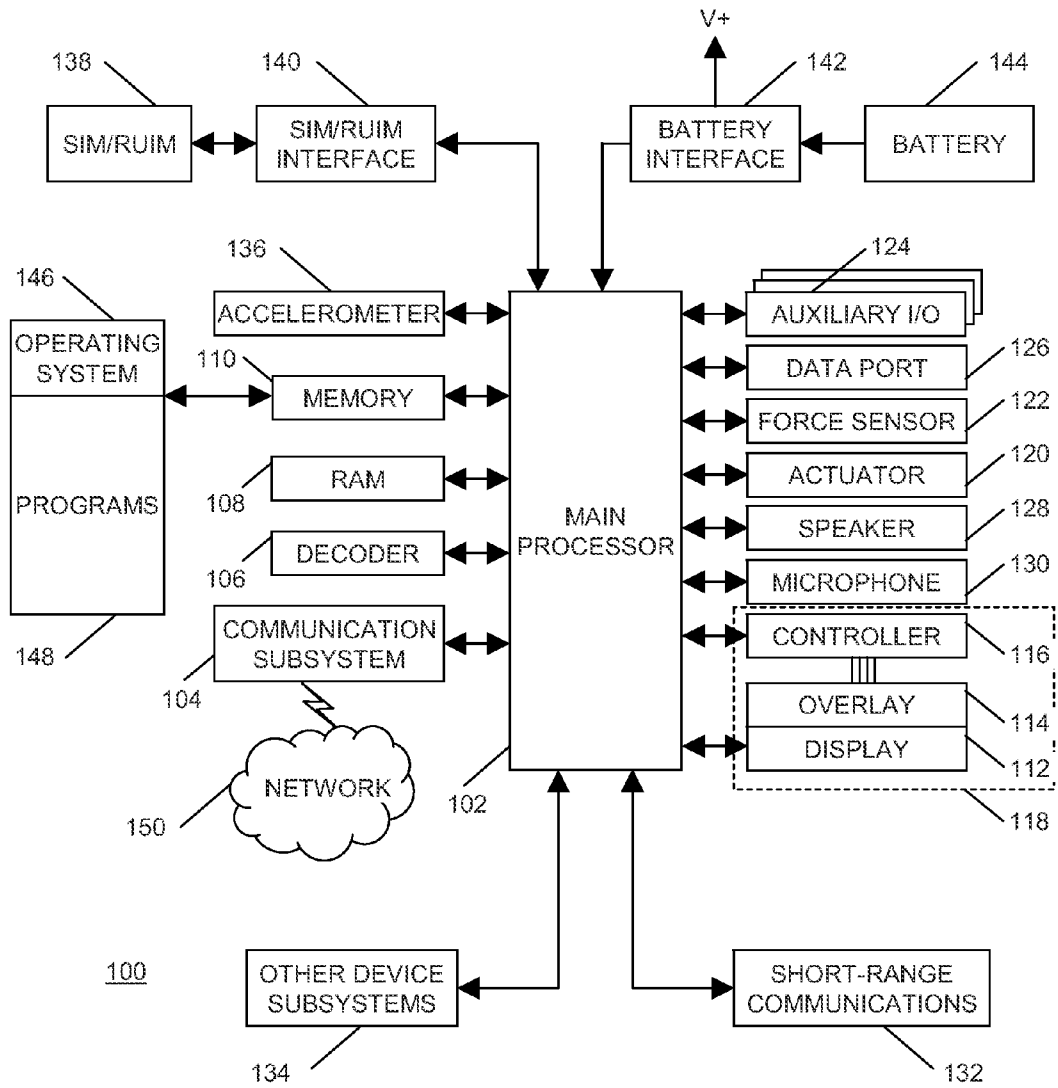 V+
138
140
142
144
SIM/RUIM
SIM/RUIM
INTERFACE
BATTERY
INTERFACE
BATTERY
136
124
146
ACCELEROMETER
AUXILIARY I/O
OPERATING
SYSTEM
110
MEMORY
DATA PORT
126
FORCE SENSOR
122
PROGRAMS
108
RAM
MAIN
PROCESSOR
ACTUATOR
120
SPEAKER
128
106
DECODER
MICROPHONE
130
148
COMMUNICATION
SUBSYSTEM
104
CONTROLLER
116
OVERLAY
114
DISPLAY
112
NETWORK
150
102
118
100
OTHER DEVICE
SUBSYSTEMS
134
SHORT-RANGE
COMMUNICATIONS
132